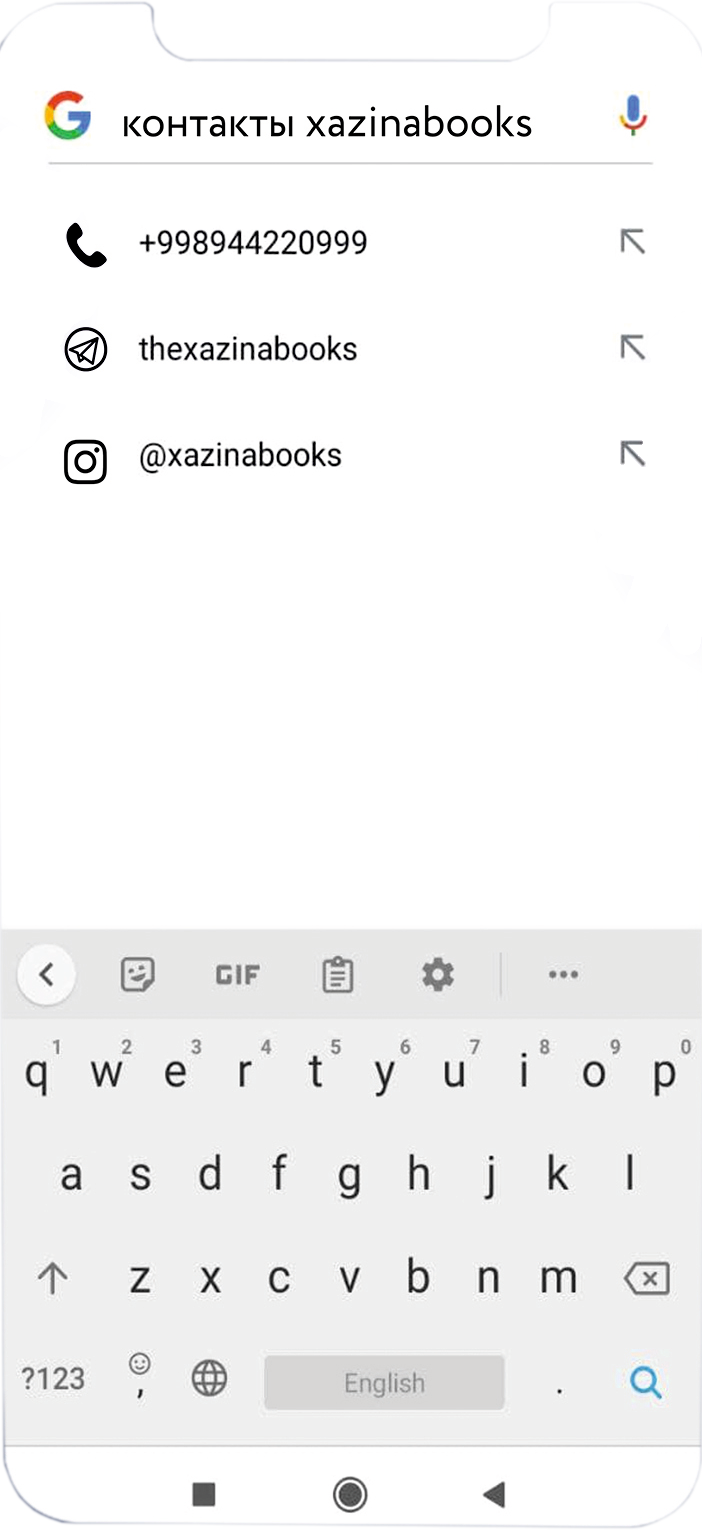 контакты xazinabooks
+998944220999
thexazinabooks
@xazinabooks
GIF
1 2 3 4 5 6 7 8 9 0
q w e r t y u i o p
a s d f g h j k l
z x c v b n m
?123 , English .